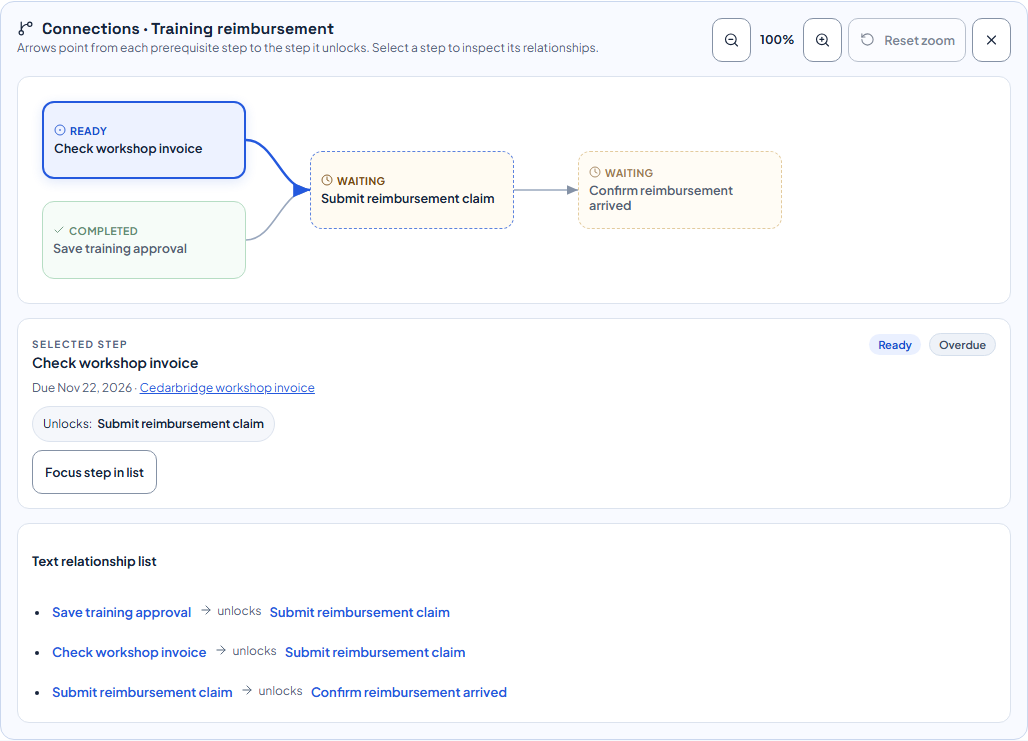 Connections · Training reimbursement
Arrows point from each prerequisite step to the step it unlocks. Select a step to inspect its relationships.
100%
Reset zoom
READY
Check workshop invoice
COMPLETED
Save training approval
WAITING
Submit reimbursement claim
WAITING
Confirm reimbursement
arrived
SELECTED STEP
Check workshop invoice
Ready
Overdue
Due Nov 22, 2026 · Cedarbridge workshop invoice
Unlocks: Submit reimbursement claim
Focus step in list
Text relationship list
• Save training approval → unlocks Submit reimbursement claim
• Check workshop invoice → unlocks Submit reimbursement claim
• Submit reimbursement claim → unlocks Confirm reimbursement arrived